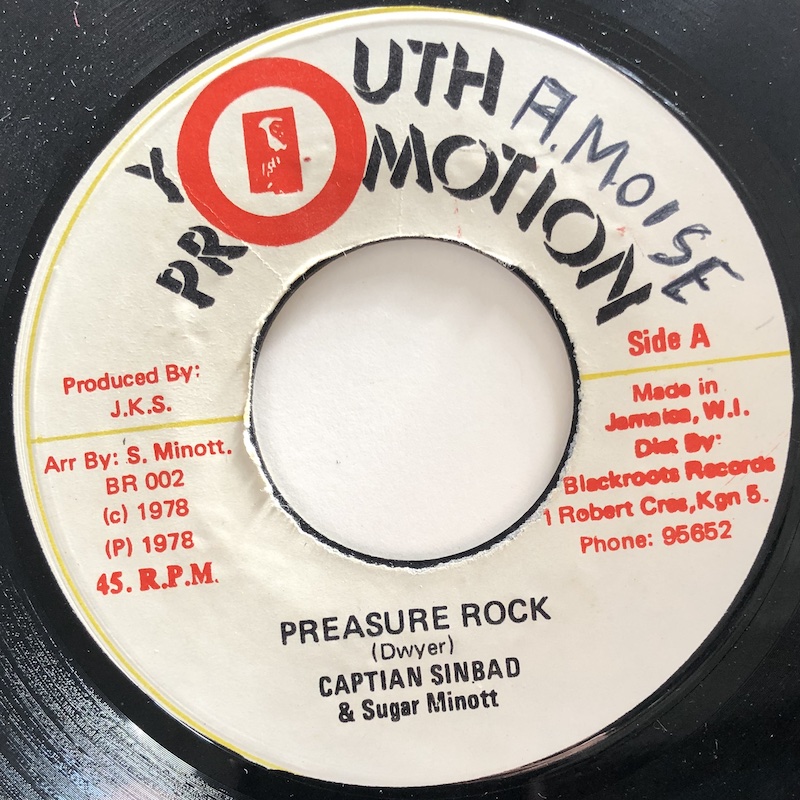 YOUTH
PROMOTION
A.MOISE
Side A
Produced By:
J.K.S.
Arr By: S. Minott.
BR 002
(c) 1978
(P) 1978
45. R.P.M.
Made in
Jamaica, W.I.
Dist By:
Blackroots Records
1 Robert Cres,Kgn 5.
Phone: 95652
PREASURE ROCK
(Dwyer)
CAPTIAN SINBAD
& Sugar Minott